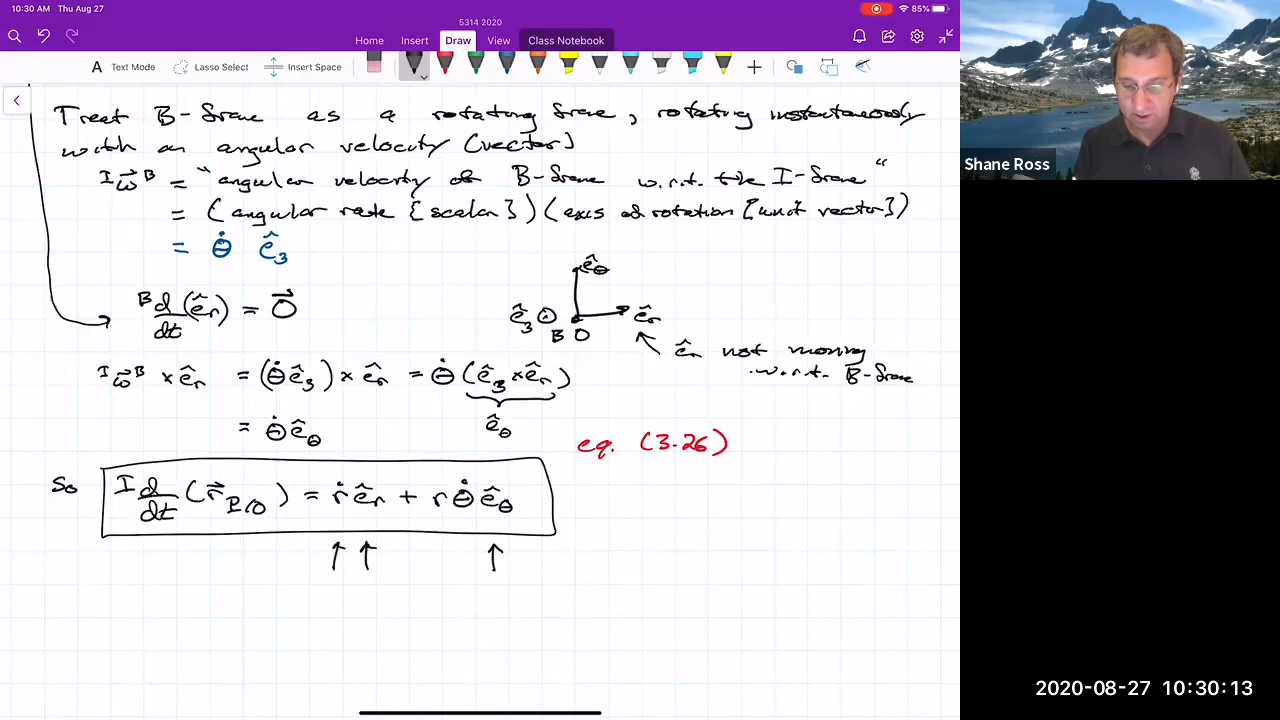 10:30 AM Thu Aug 27
85%
5314 2020
Home Insert Draw View Class Notebook
Text Mode Lasso Select Insert Space
Treat B-frame as a rotating frame, rotating instantaneously
with an angular velocity (vector)
ᴵω⃗ᴮ = "angular velocity of B-frame w.r.t. the I-frame"
= (angular rate {scalar})(axis of rotation {unit vector})
= θ̇ ê₃
ᴮd/dt (êr) = 0⃗
êθ
ê₃ ⊙ B O êr
êr not moving
w.r.t. B-frame
ᴵω⃗ᴮ × êr = (θ̇ ê₃) × êr = θ̇ (ê₃ × êr)
= θ̇ êθ
êθ
eq. (3.26)
So ᴵd/dt (r⃗P/O) = ṙ êr + r θ̇ êθ
↑ ↑ ↑
Shane Ross
2020-08-27 10:30:13